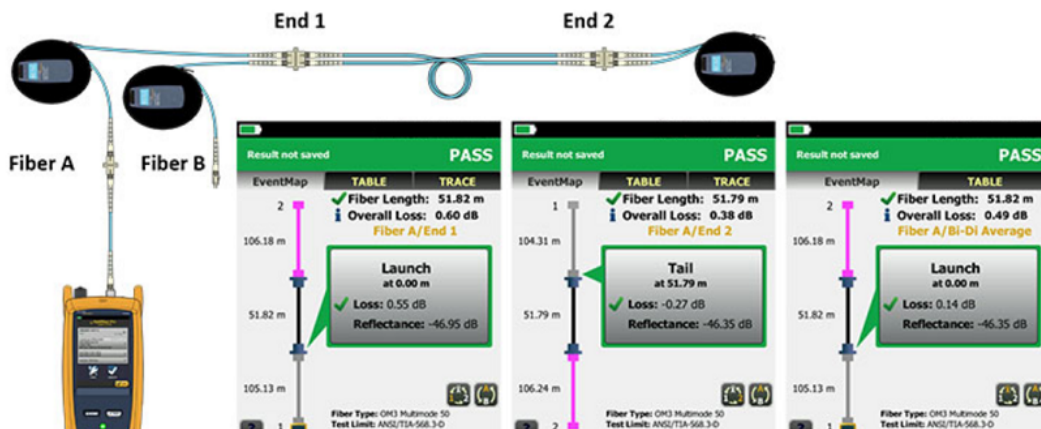 End 1
End 2
Fiber A
Fiber B
Result not saved
PASS
EventMap
TABLE
TRACE
2
Fiber Length: 51.82 m
Overall Loss: 0.60 dB
Fiber A/End 1
106.18 m
Launch
at 0.00 m
Loss: 0.55 dB
Reflectance: -46.95 dB
51.82 m
105.13 m
1
Fiber Type: OM3 Multimode 50
Test Limit: ANSI/TIA-568.3-D
Result not saved
PASS
EventMap
TABLE
TRACE
1
Fiber Length: 51.79 m
Overall Loss: 0.38 dB
Fiber A/End 2
104.31 m
Tail
at 51.79 m
Loss: -0.27 dB
Reflectance: -46.35 dB
51.79 m
106.24 m
2
Fiber Type: OM3 Multimode 50
Test Limit: ANSI/TIA-568.3-D
Result not saved
PASS
EventMap
TABLE
2
Fiber Length: 51.82 m
Overall Loss: 0.49 dB
Fiber A/Bi-Di Average
106.18 m
Launch
at 0.00 m
Loss: 0.14 dB
Reflectance: -46.35 dB
51.82 m
105.13 m
1
Fiber Type: OM3 Multimode 50
Test Limit: ANSI/TIA-568.3-D